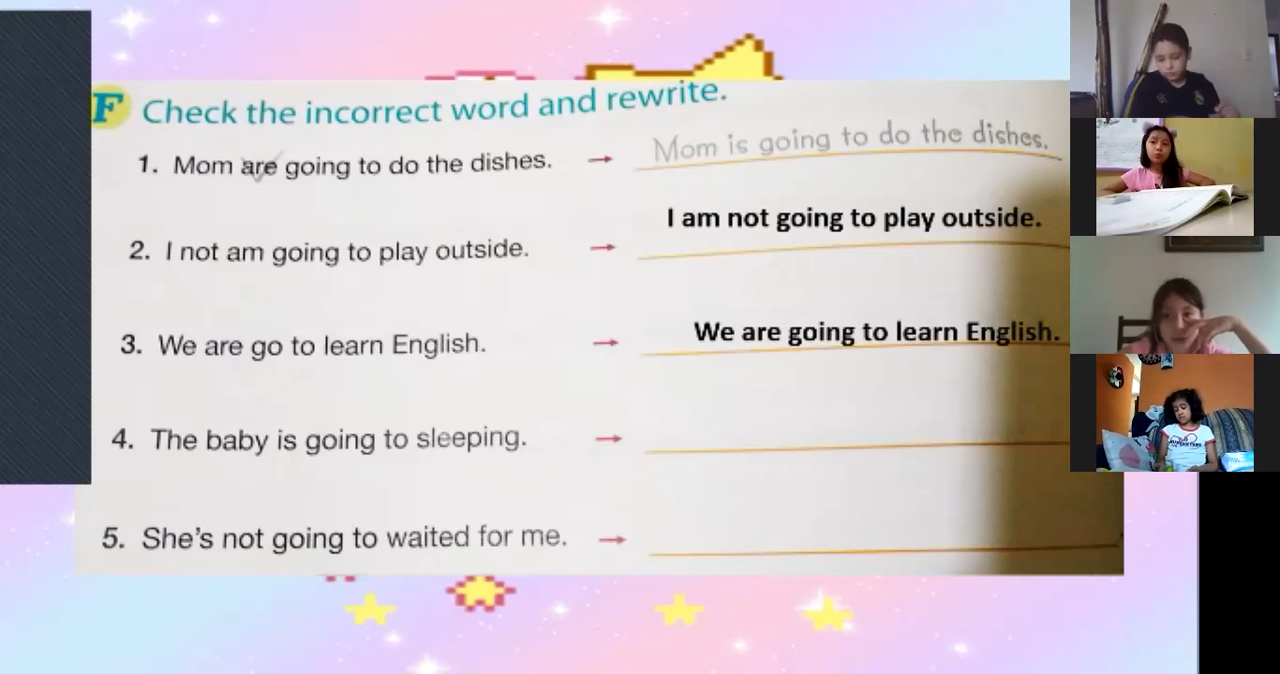 F Check the incorrect word and rewrite.
1. Mom are going to do the dishes. → Mom is going to do the dishes.
2. I not am going to play outside. → I am not going to play outside.
3. We are go to learn English. → We are going to learn English.
4. The baby is going to sleeping. →
5. She's not going to waited for me. →